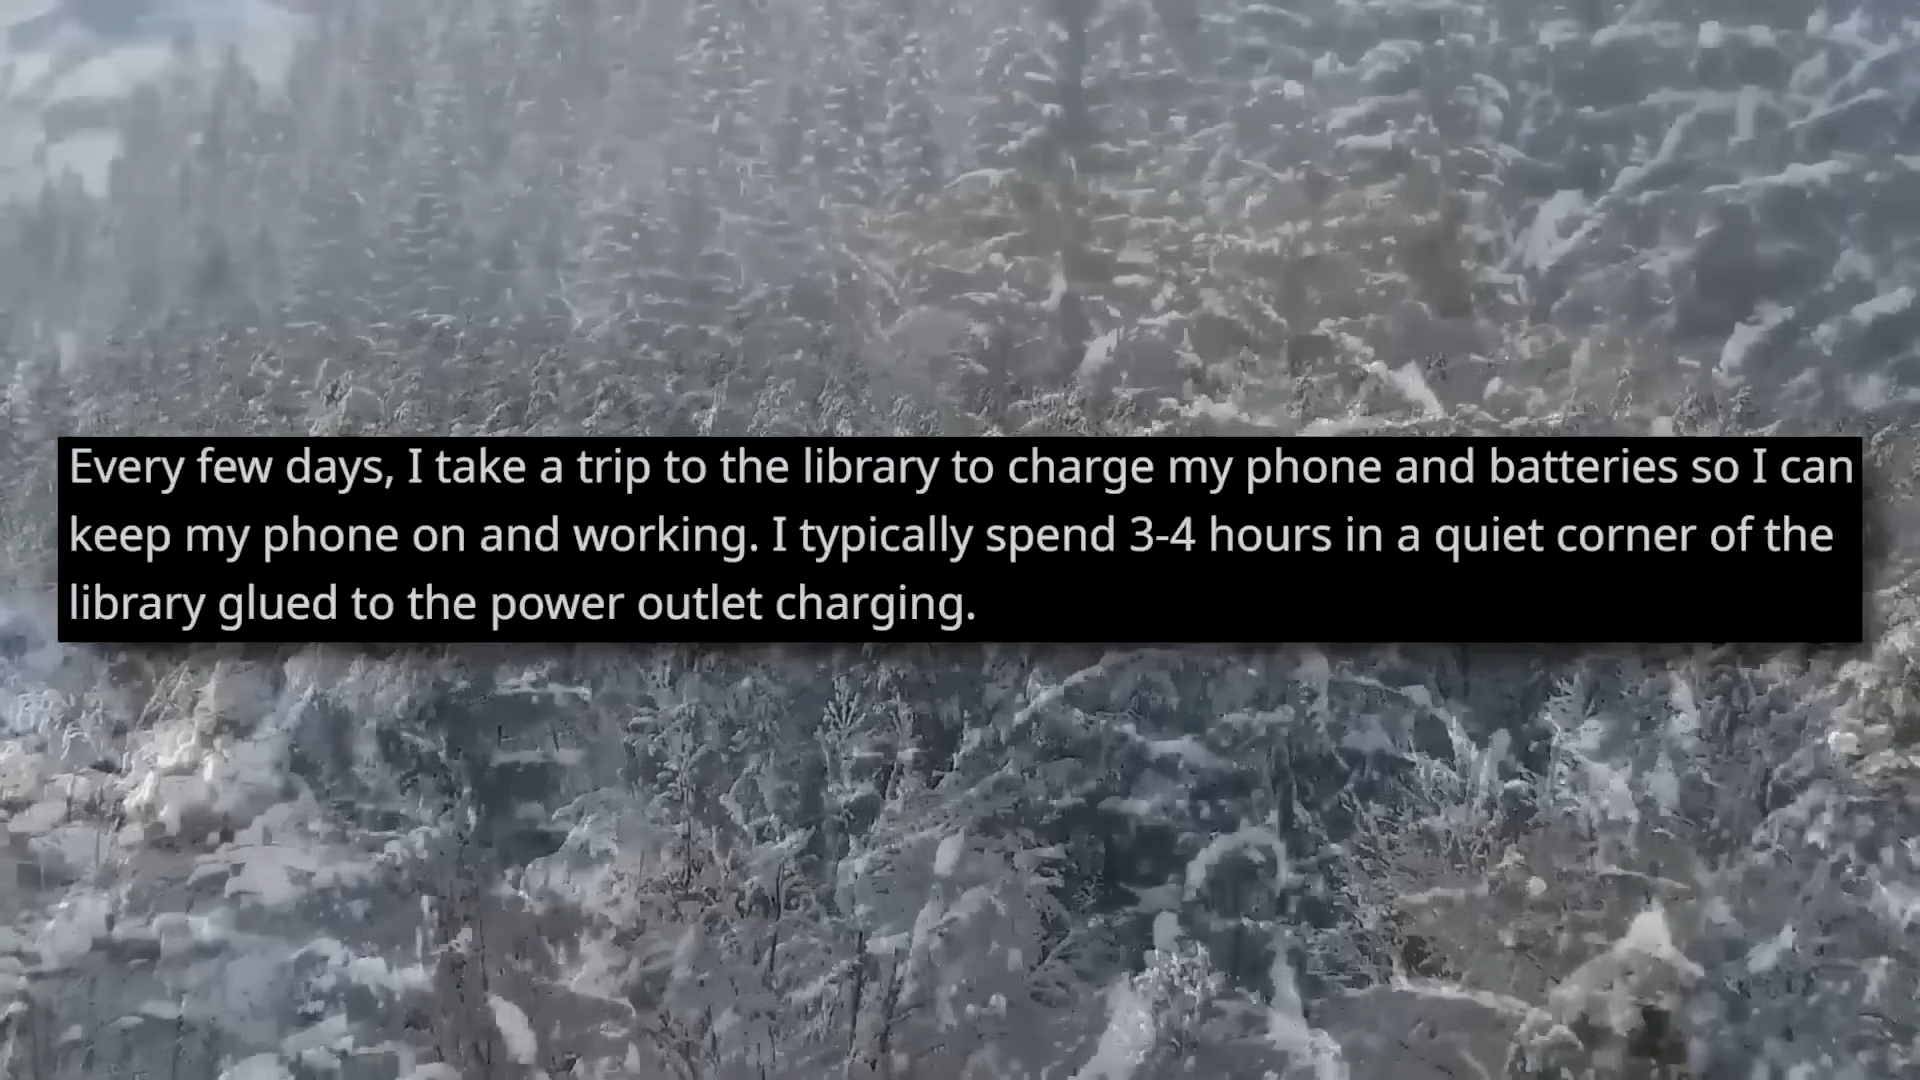 Every few days, I take a trip to the library to charge my phone and batteries so I can
keep my phone on and working. I typically spend 3-4 hours in a quiet corner of the
library glued to the power outlet charging.